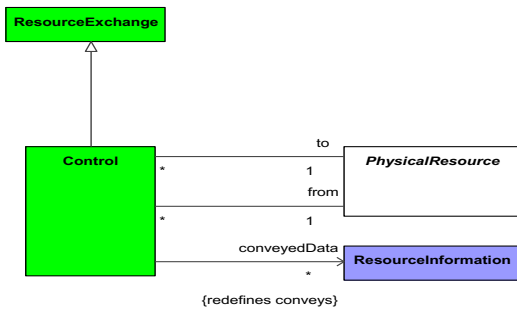 ResourceExchange
Control
to
PhysicalResource
*
1
from
*
1
conveyedData
ResourceInformation
*
{redefines conveys}